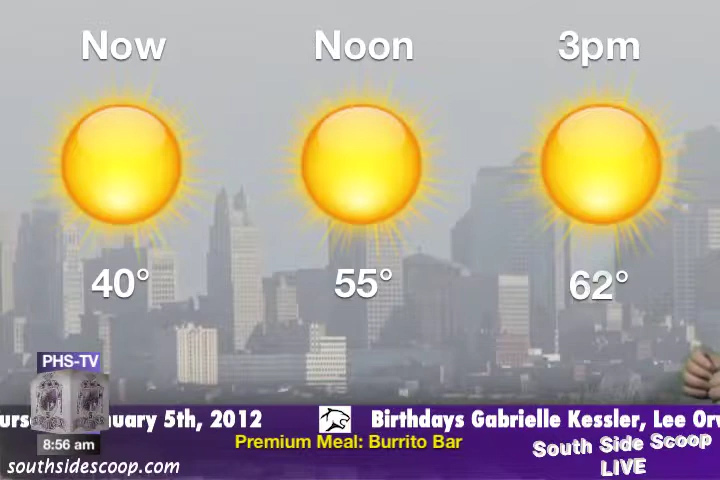 Now Noon 3pm
40° 55° 62°
PHS-TV
uary 5th, 2012 Birthdays Gabrielle Kessler, Lee
8:56 am
Premium Meal: Burrito Bar
South Side Scoop
LIVE
southsidescoop.com